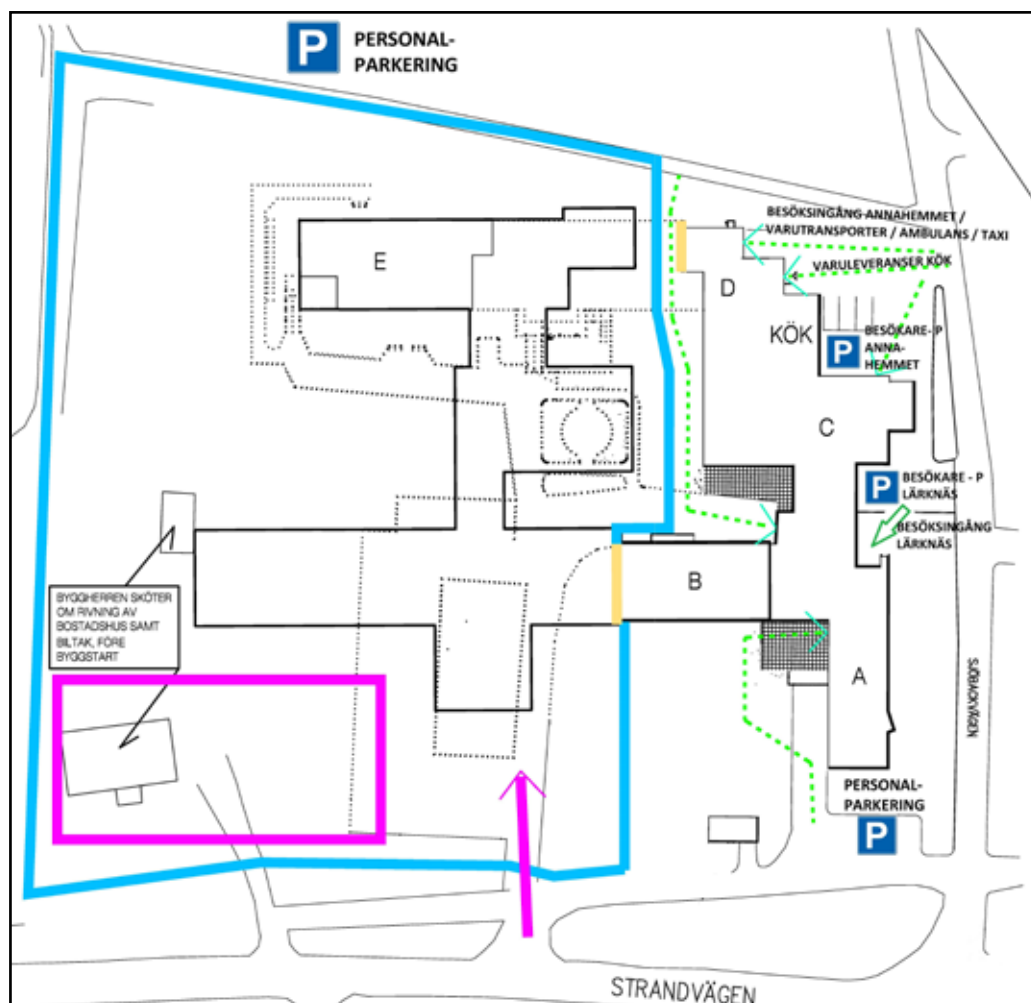 P
PERSONAL-
PARKERING
BESÖKSINGÅNG ANNAHEMMET /
VARUTRANSPORTER / AMBULANS / TAXI
VARULEVERANSER KÖK
E
D
KÖK
P
BESÖKARE- P
ANNA-
HEMMET
C
P
BESÖKARE - P
LÄRKNÄS
BESÖKSINGÅNG
LÄRKNÄS
BYGGHERREN SKÖTER
OM RIVNING AV
BOSTADSHUS SAMT
BILTAK, FÖRE
BYGGSTART
B
A
SJÖBACKVÄGEN
PERSONAL-
PARKERING
P
STRANDVÄGEN